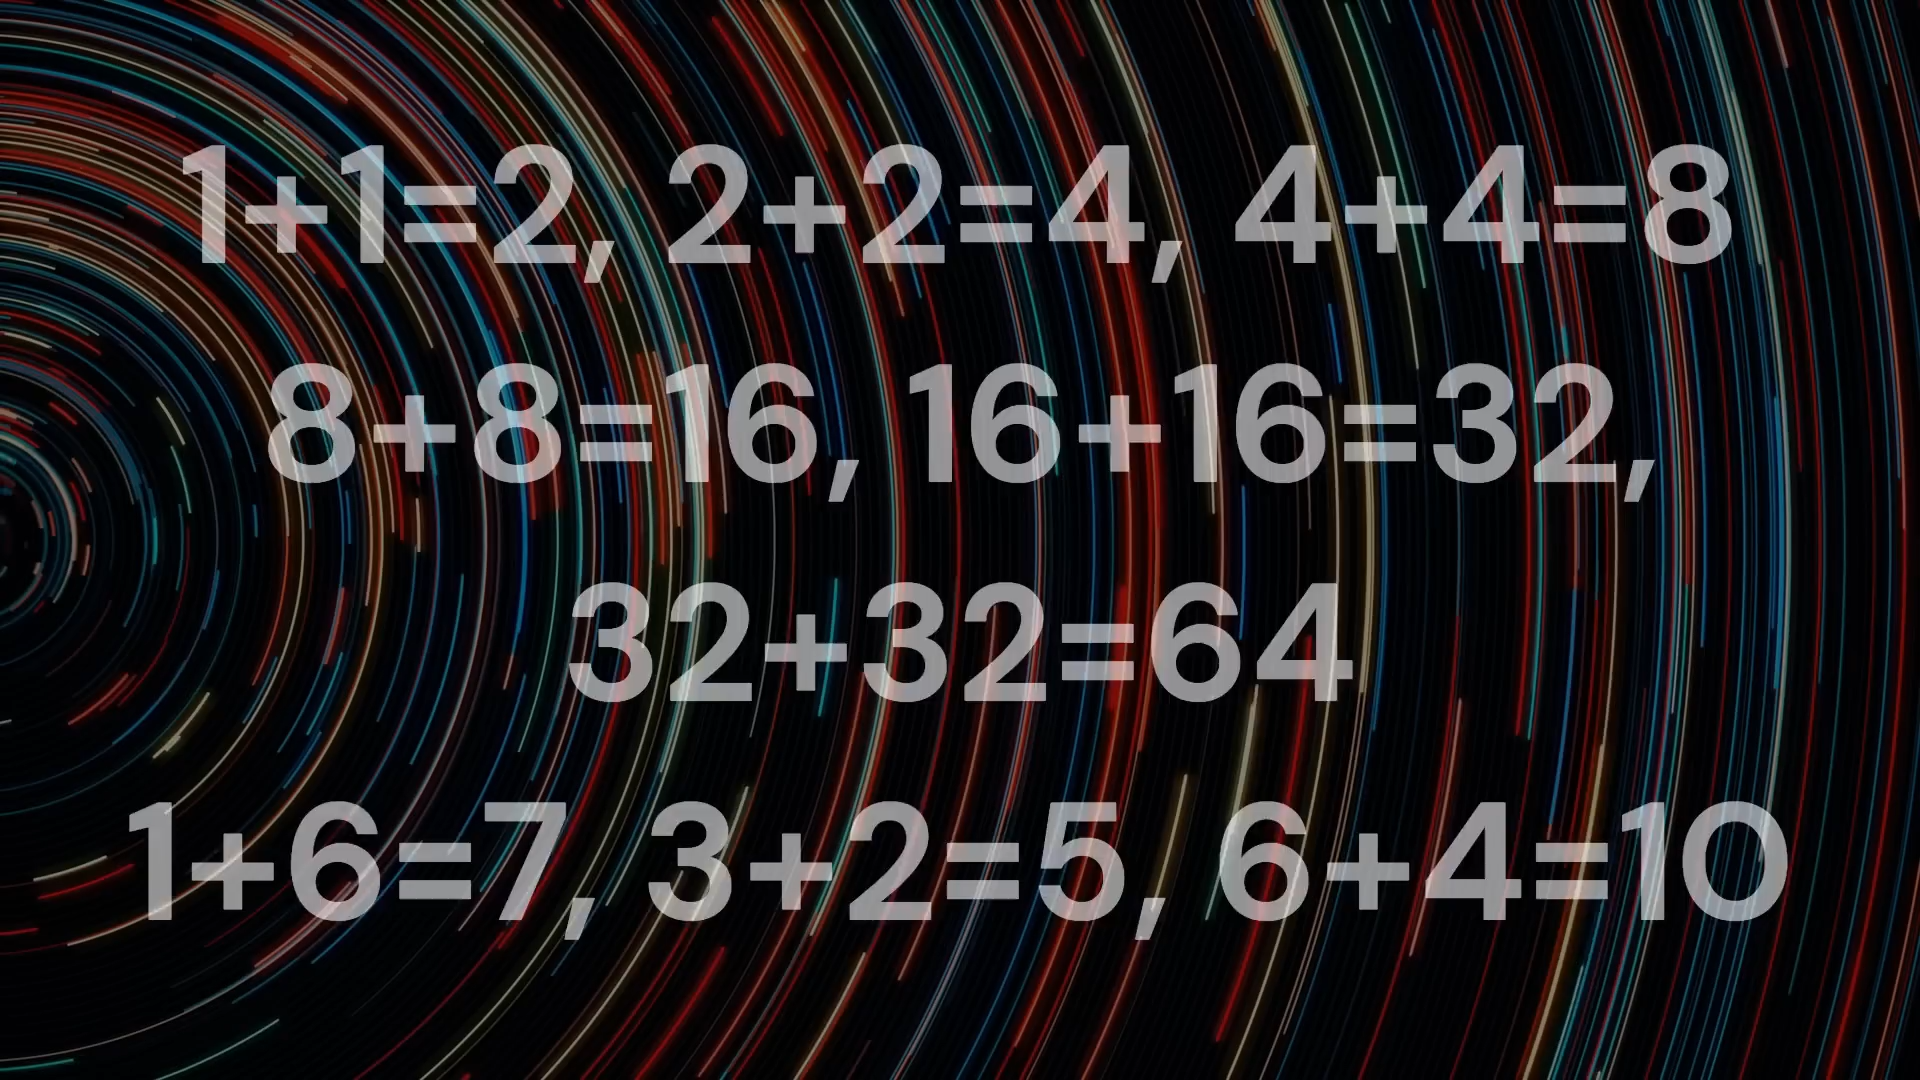 1+1=2, 2+2=4, 4+4=8
8+8=16, 16+16=32,
32+32=64
1+6=7, 3+2=5, 6+4=10